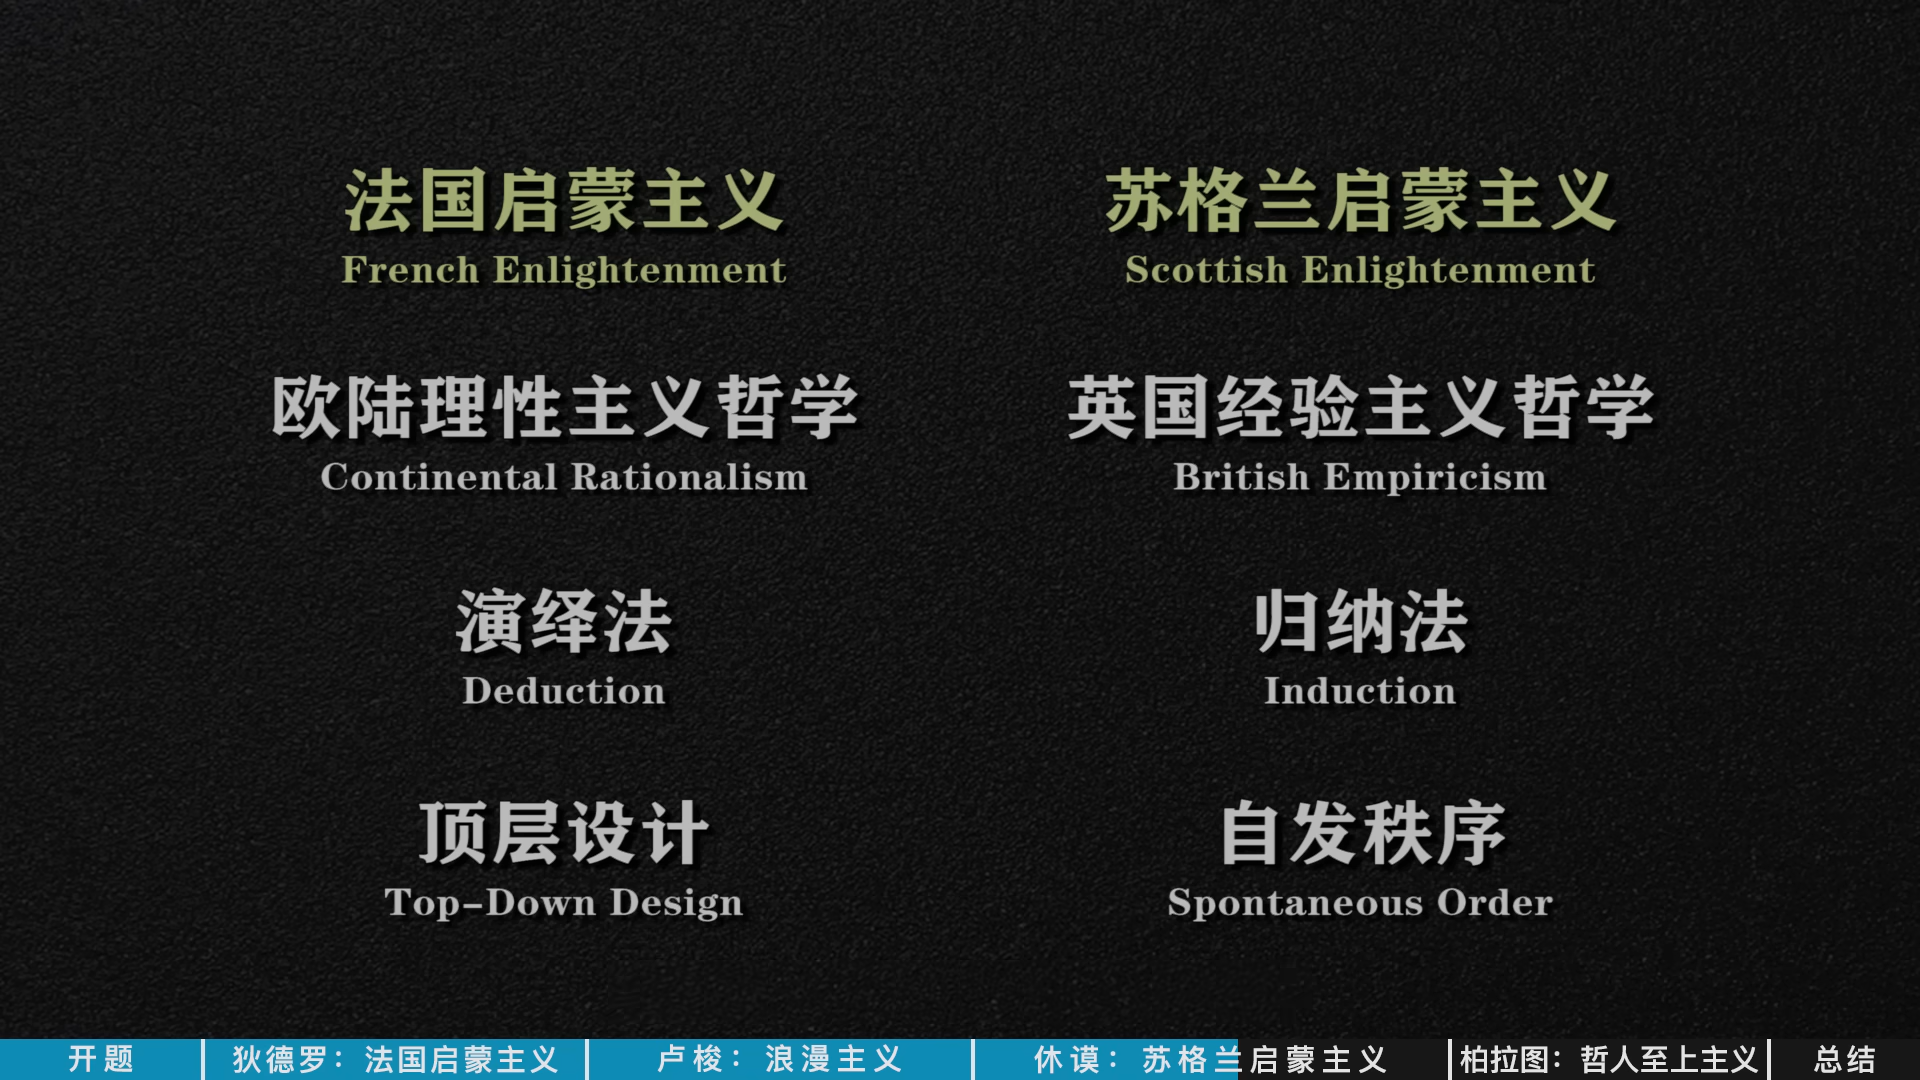 法国启蒙主义
French Enlightenment
苏格兰启蒙主义
Scottish Enlightenment
欧陆理性主义哲学
Continental Rationalism
英国经验主义哲学
British Empiricism
演绎法
Deduction
归纳法
Induction
顶层设计
Top-Down Design
自发秩序
Spontaneous Order
开题
狄德罗：法国启蒙主义
卢梭：浪漫主义
休谟：苏格兰启蒙主义
柏拉图：哲人至上主义
总结